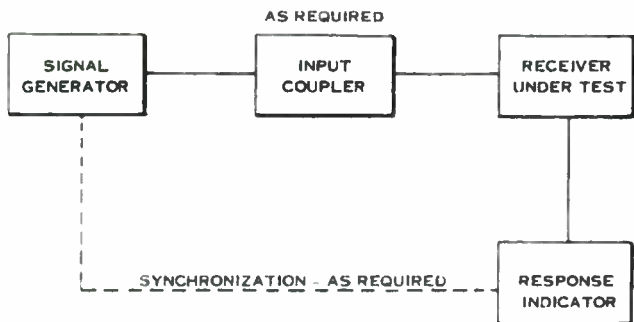 AS REQUIRED
SIGNAL
GENERATOR
INPUT
COUPLER
RECEIVER
UNDER TEST
SYNCHRONIZATION - AS REQUIRED
RESPONSE
INDICATOR